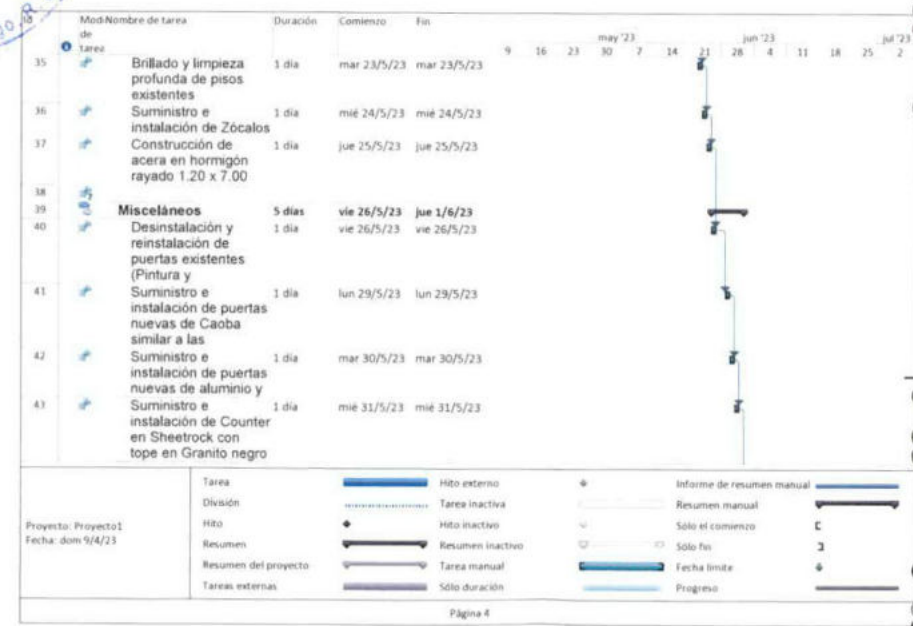 Id Modo Nombre de tarea Duración Comienzo Fin
de
tarea
may '23 jun '23 jul '23
9 16 23 30 7 14 21 28 4 11 18 25 2
35 Brillado y limpieza 1 día mar 23/5/23 mar 23/5/23
profunda de pisos
existentes
36 Suministro e 1 día mié 24/5/23 mié 24/5/23
instalación de Zócalos
37 Construcción de 1 día jue 25/5/23 jue 25/5/23
acera en hormigón
rayado 1.20 x 7.00
38
39 Misceláneos 5 días vie 26/5/23 jue 1/6/23
40 Desinstalación y 1 día vie 26/5/23 vie 26/5/23
reinstalación de
puertas existentes
(Pintura y
41 Suministro e 1 día lun 29/5/23 lun 29/5/23
instalación de puertas
nuevas de Caoba
similar a las
42 Suministro e 1 día mar 30/5/23 mar 30/5/23
instalación de puertas
nuevas de aluminio y
43 Suministro e 1 día mié 31/5/23 mié 31/5/23
instalación de Counter
en Sheetrock con
tope en Granito negro
Proyecto: Proyecto1
Fecha: dom 9/4/23
Tarea Hito externo Informe de resumen manual
División Tarea inactiva Resumen manual
Hito Hito inactivo Sólo el comienzo
Resumen Resumen inactivo Sólo fin
Resumen del proyecto Tarea manual Fecha límite
Tareas externas Sólo duración Progreso
Página 4